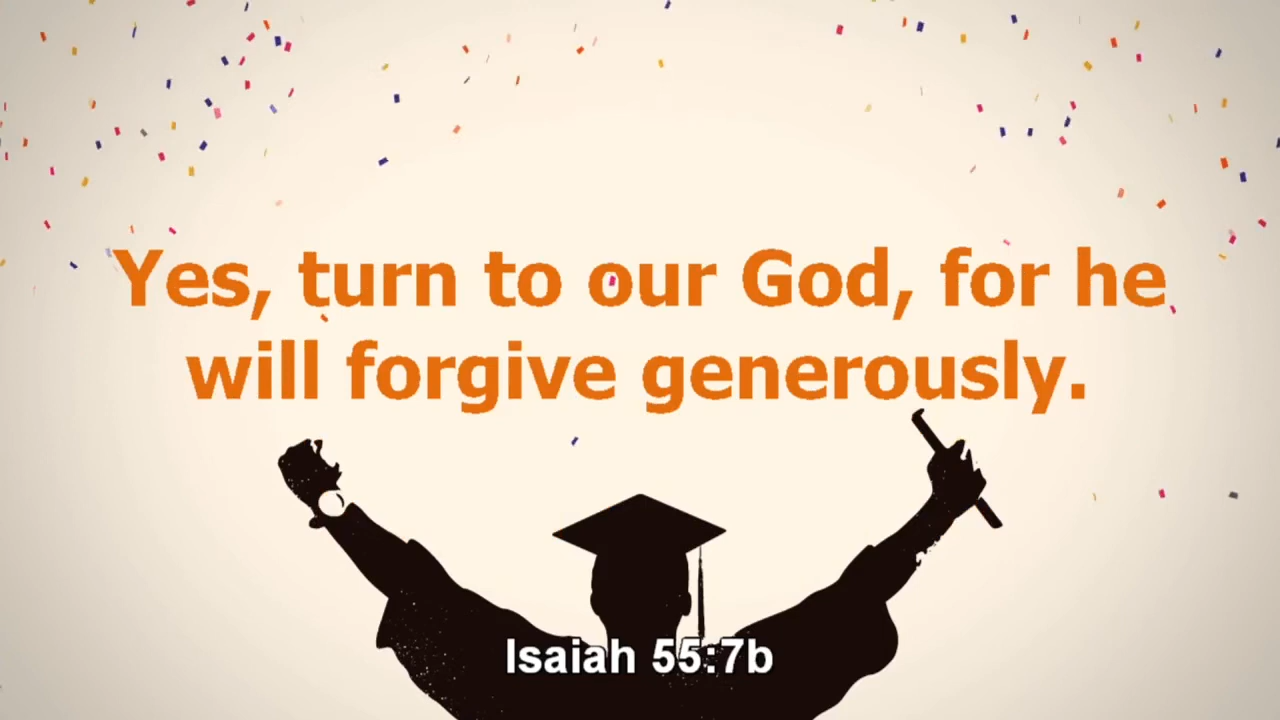 Yes, turn to our God, for he
will forgive generously.
Isaiah 55:7b